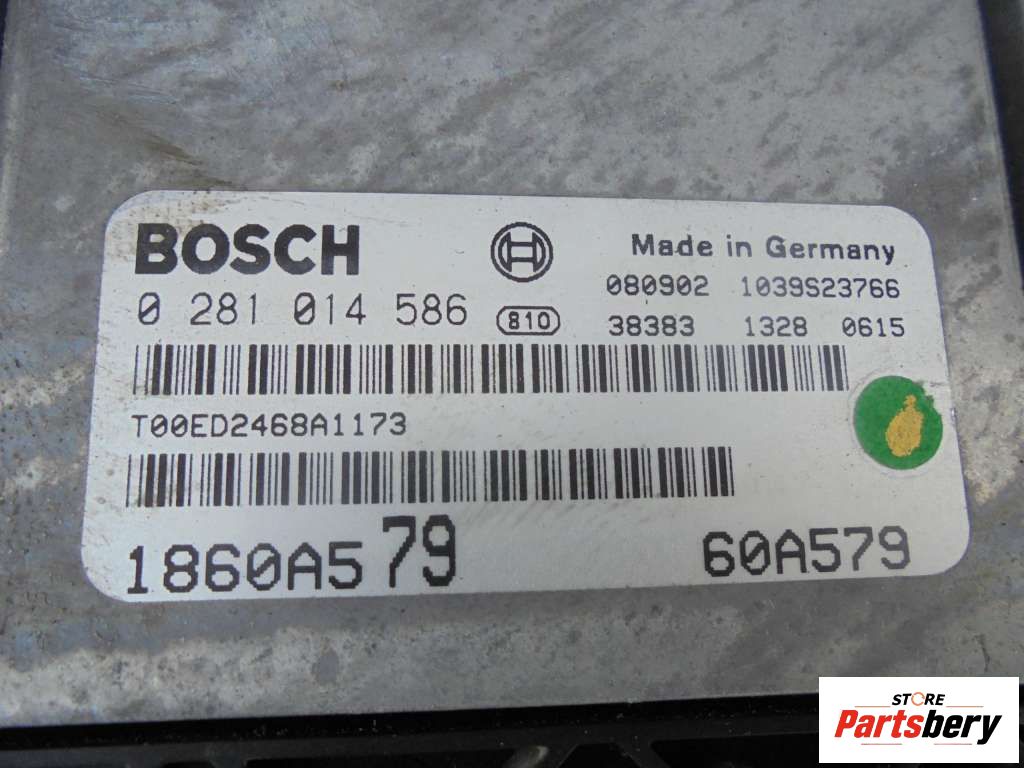 BOSCH
Made in Germany
0 281 014 586
810
080902 1039S23766
38383 1328 0615
T00ED2468A1173
1860A579
60A579
STORE
Partsbery